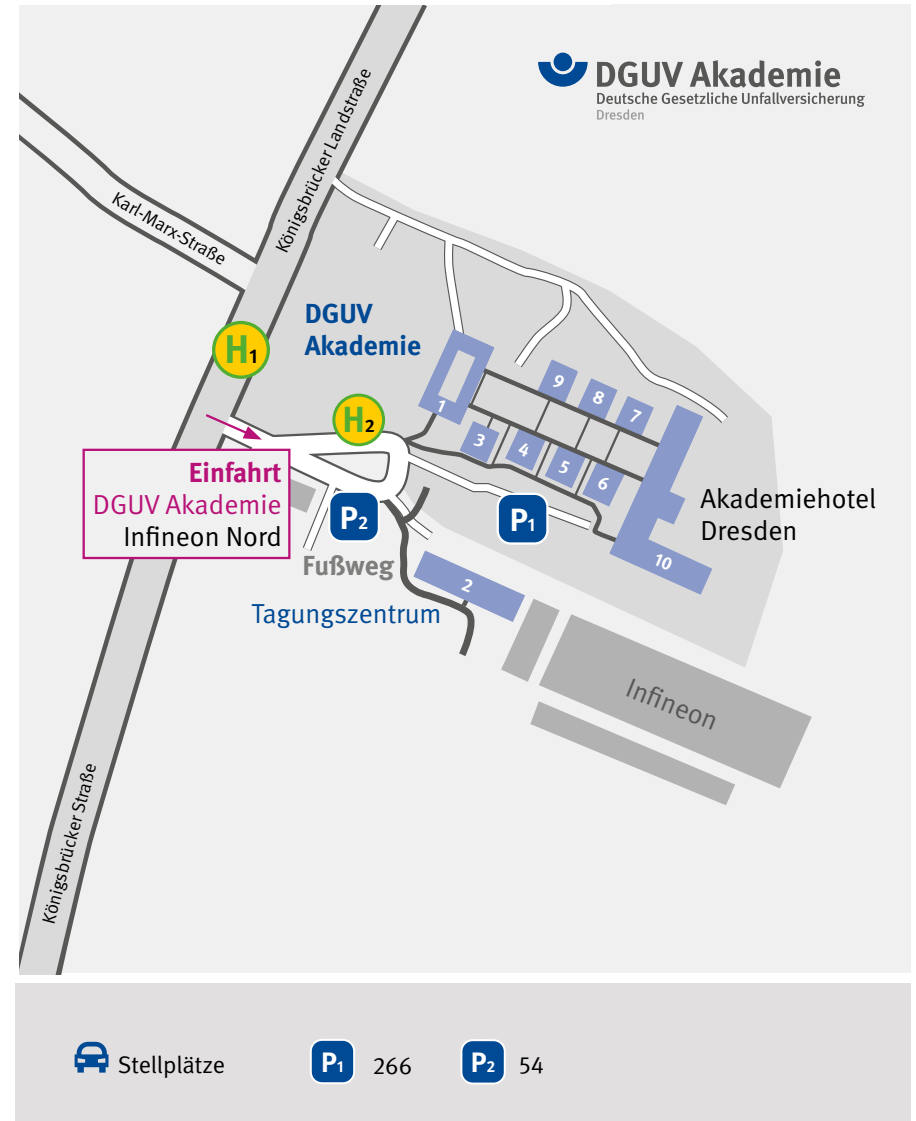 DGUV Akademie
Deutsche Gesetzliche Unfallversicherung
Dresden
Königsbrücker Landstraße
Karl-Marx-Straße
DGUV
Akademie
H1
H2
9
8
7
1
3
4
5
6
Einfahrt
DGUV Akademie
Infineon Nord
P2
P1
Akademiehotel
Dresden
10
Fußweg
2
Tagungszentrum
Infineon
Königsbrücker Straße
Stellplätze P1 266 P2 54